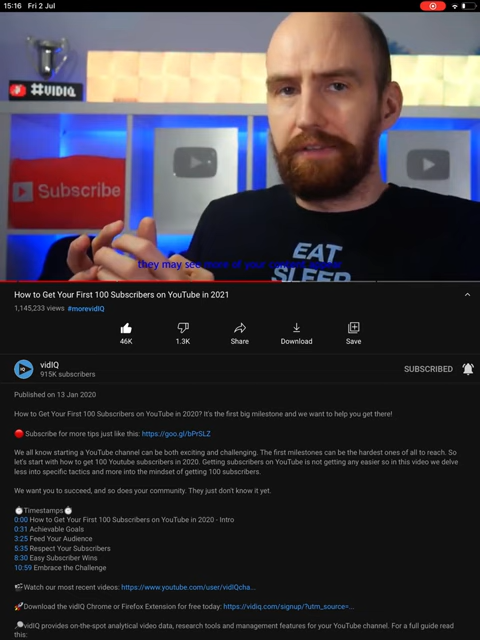 15:16 Fri 2 Jul
#VIDIQ
Subscribe
EAT
SLEEP
they may see more of your content appear
How to Get Your First 100 Subscribers on YouTube in 2021
1,145,233 views #morevidIQ
46K
1.3K
Share
Download
Save
vidIQ
915K subscribers
SUBSCRIBED
Published on 13 Jan 2020
How to Get Your First 100 Subscribers on YouTube in 2020? It's the first big milestone and we want to help you get there!
Subscribe for more tips just like this: https://goo.gl/bPrSLZ
We all know starting a YouTube channel can be both exciting and challenging. The first milestones can be the hardest ones of all to reach. So
let's start with how to get 100 Youtube subscribers in 2020. Getting subscribers on YouTube is not getting any easier so in this video we delve
less into specific tactics and more into the mindset of getting 100 subscribers.
We want you to succeed, and so does your community. They just don't know it yet.
Timestamps
0:00 How to Get Your First 100 Subscribers on YouTube in 2020 - Intro
0:31 Achievable Goals
3:25 Feed Your Audience
5:35 Respect Your Subscribers
8:30 Easy Subscriber Wins
10:59 Embrace the Challenge
Watch our most recent videos: https://www.youtube.com/user/vidIQcha...
Download the vidIQ Chrome or Firefox Extension for free today: https://vidiq.com/signup/?utm_source=...
vidIQ provides on-the-spot analytical video data, research tools and management features for your YouTube channel. For a full guide read
this: